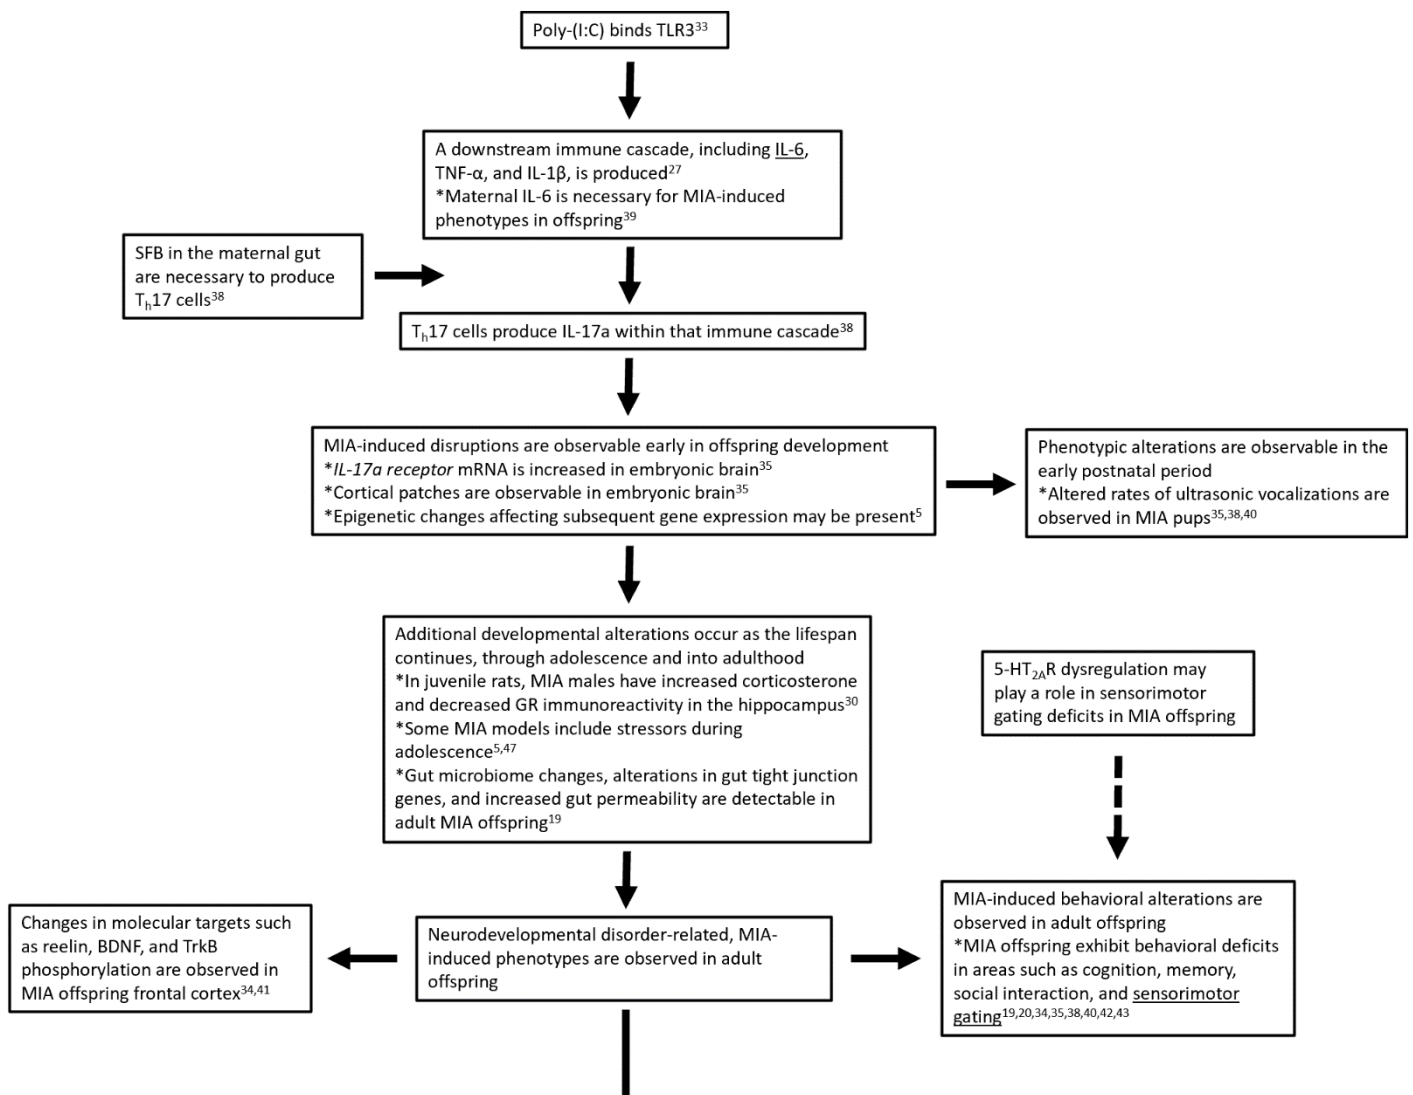 Poly-(I:C) binds TLR3³³
A downstream immune cascade, including IL-6,
TNF-α, and IL-1β, is produced²⁷
*Maternal IL-6 is necessary for MIA-induced
phenotypes in offspring³⁹
SFB in the maternal gut
are necessary to produce
Tₕ17 cells³⁸
Tₕ17 cells produce IL-17a within that immune cascade³⁸
MIA-induced disruptions are observable early in offspring development
*IL-17a receptor mRNA is increased in embryonic brain³⁵
*Cortical patches are observable in embryonic brain³⁵
*Epigenetic changes affecting subsequent gene expression may be present⁵
Phenotypic alterations are observable in the
early postnatal period
*Altered rates of ultrasonic vocalizations are
observed in MIA pups³⁵,³⁸,⁴⁰
Additional developmental alterations occur as the lifespan
continues, through adolescence and into adulthood
*In juvenile rats, MIA males have increased corticosterone
and decreased GR immunoreactivity in the hippocampus³⁰
*Some MIA models include stressors during
adolescence⁵,⁴⁷
*Gut microbiome changes, alterations in gut tight junction
genes, and increased gut permeability are detectable in
adult MIA offspring¹⁹
5-HT₂ₐR dysregulation may
play a role in sensorimotor
gating deficits in MIA offspring
Changes in molecular targets such
as reelin, BDNF, and TrkB
phosphorylation are observed in
MIA offspring frontal cortex³⁴,⁴¹
Neurodevelopmental disorder-related, MIA-
induced phenotypes are observed in adult
offspring
MIA-induced behavioral alterations are
observed in adult offspring
*MIA offspring exhibit behavioral deficits
in areas such as cognition, memory,
social interaction, and sensorimotor
gating¹⁹,²⁰,³⁴,³⁵,³⁸,⁴⁰,⁴²,⁴³